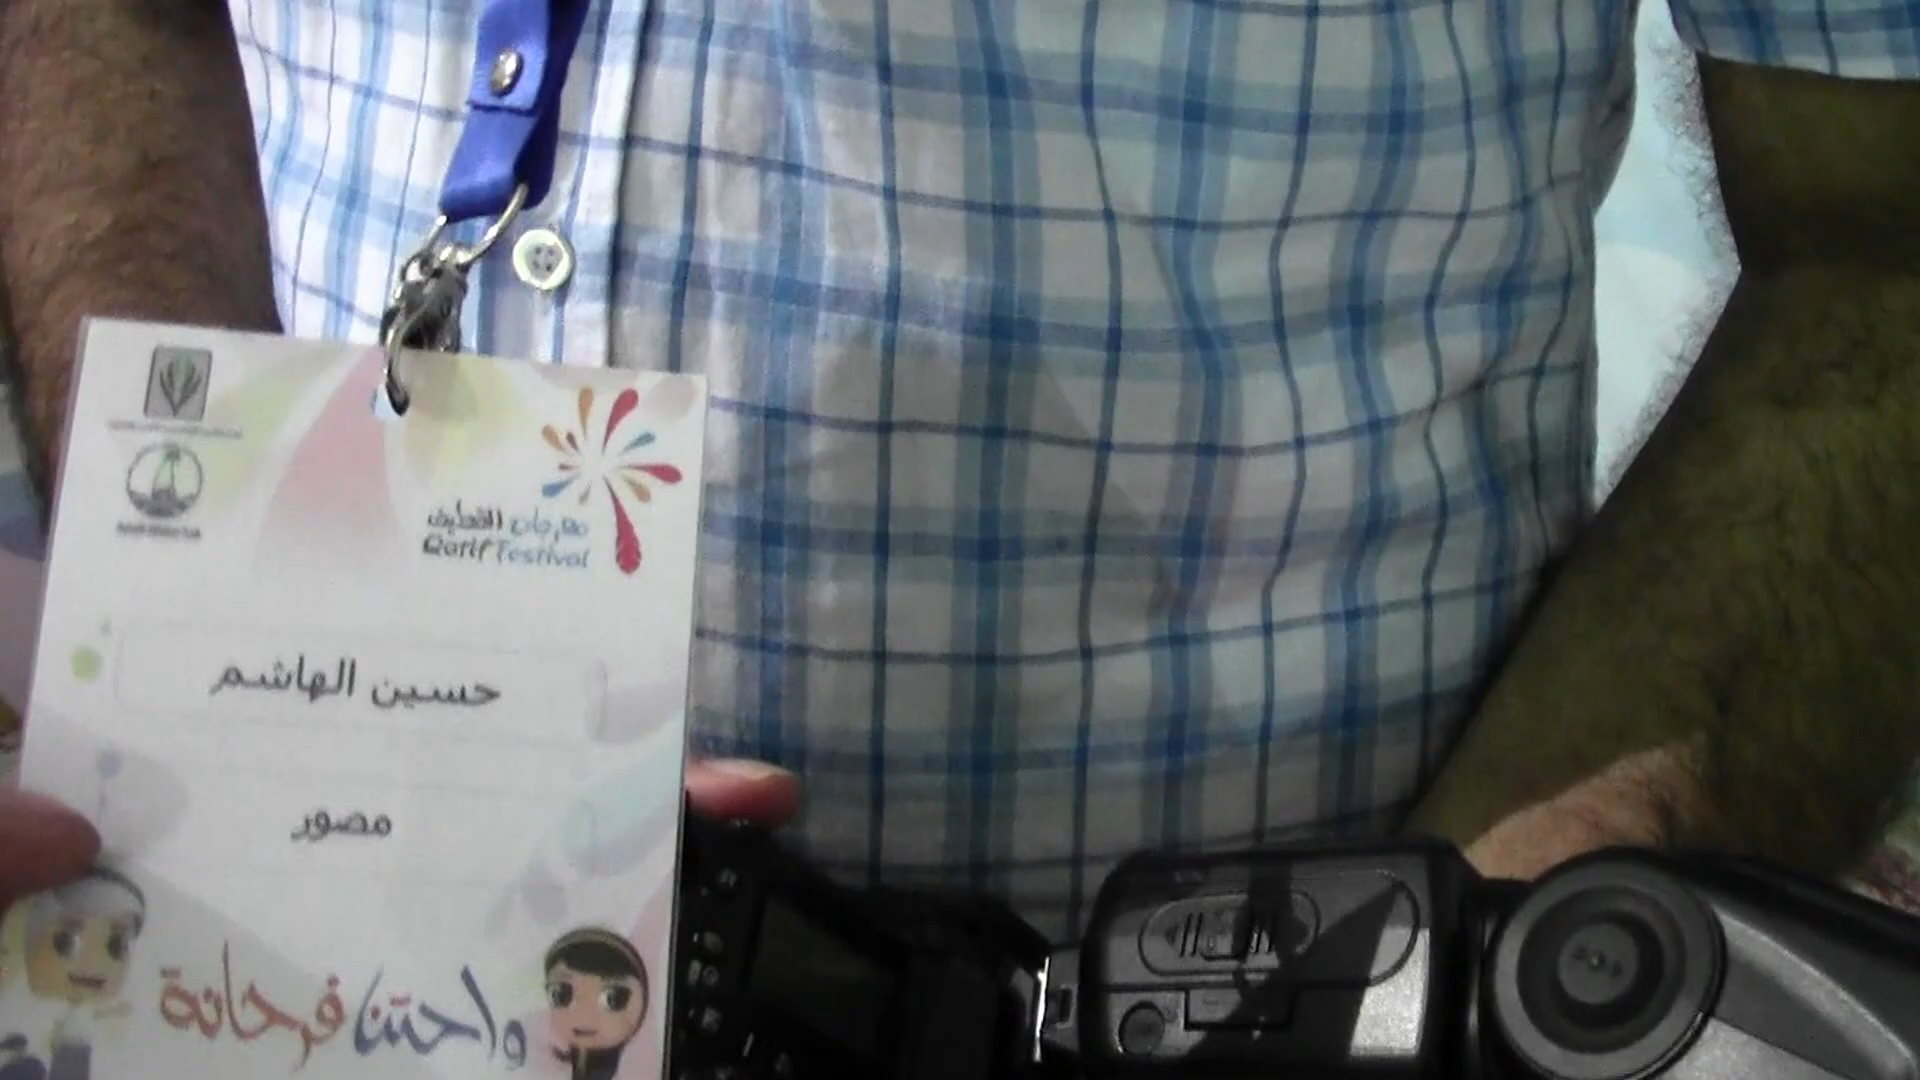 مهرجان القطيف
Qatif Festival
حسين الهاشم
مصور
واحتنا فرحانة